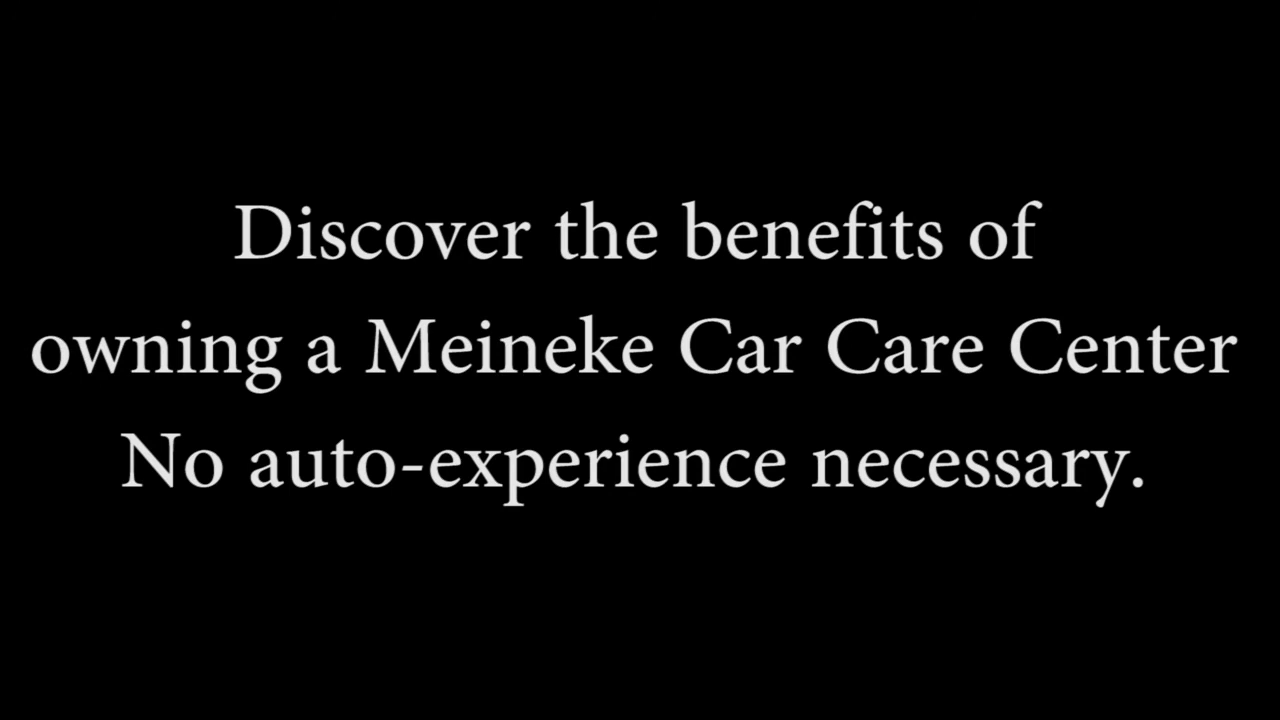 Discover the benefits of
owning a Meineke Car Care Center
No auto-experience necessary.